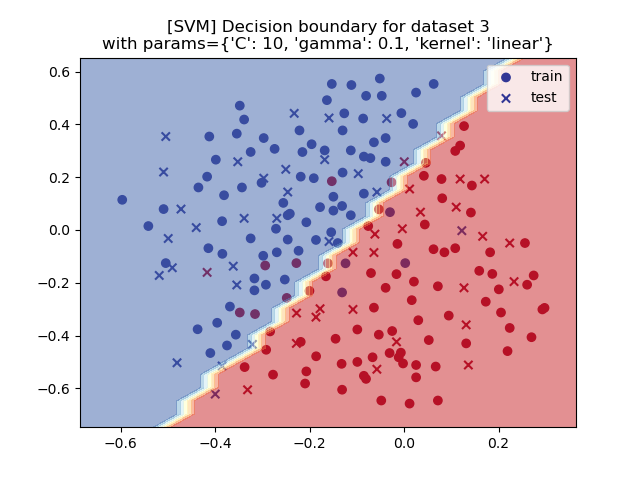 [SVM] Decision boundary for dataset 3
with params={'C': 10, 'gamma': 0.1, 'kernel': 'linear'}
train
test
0.6
0.4
0.2
0.0
−0.2
−0.4
−0.6
−0.6 −0.4 −0.2 0.0 0.2